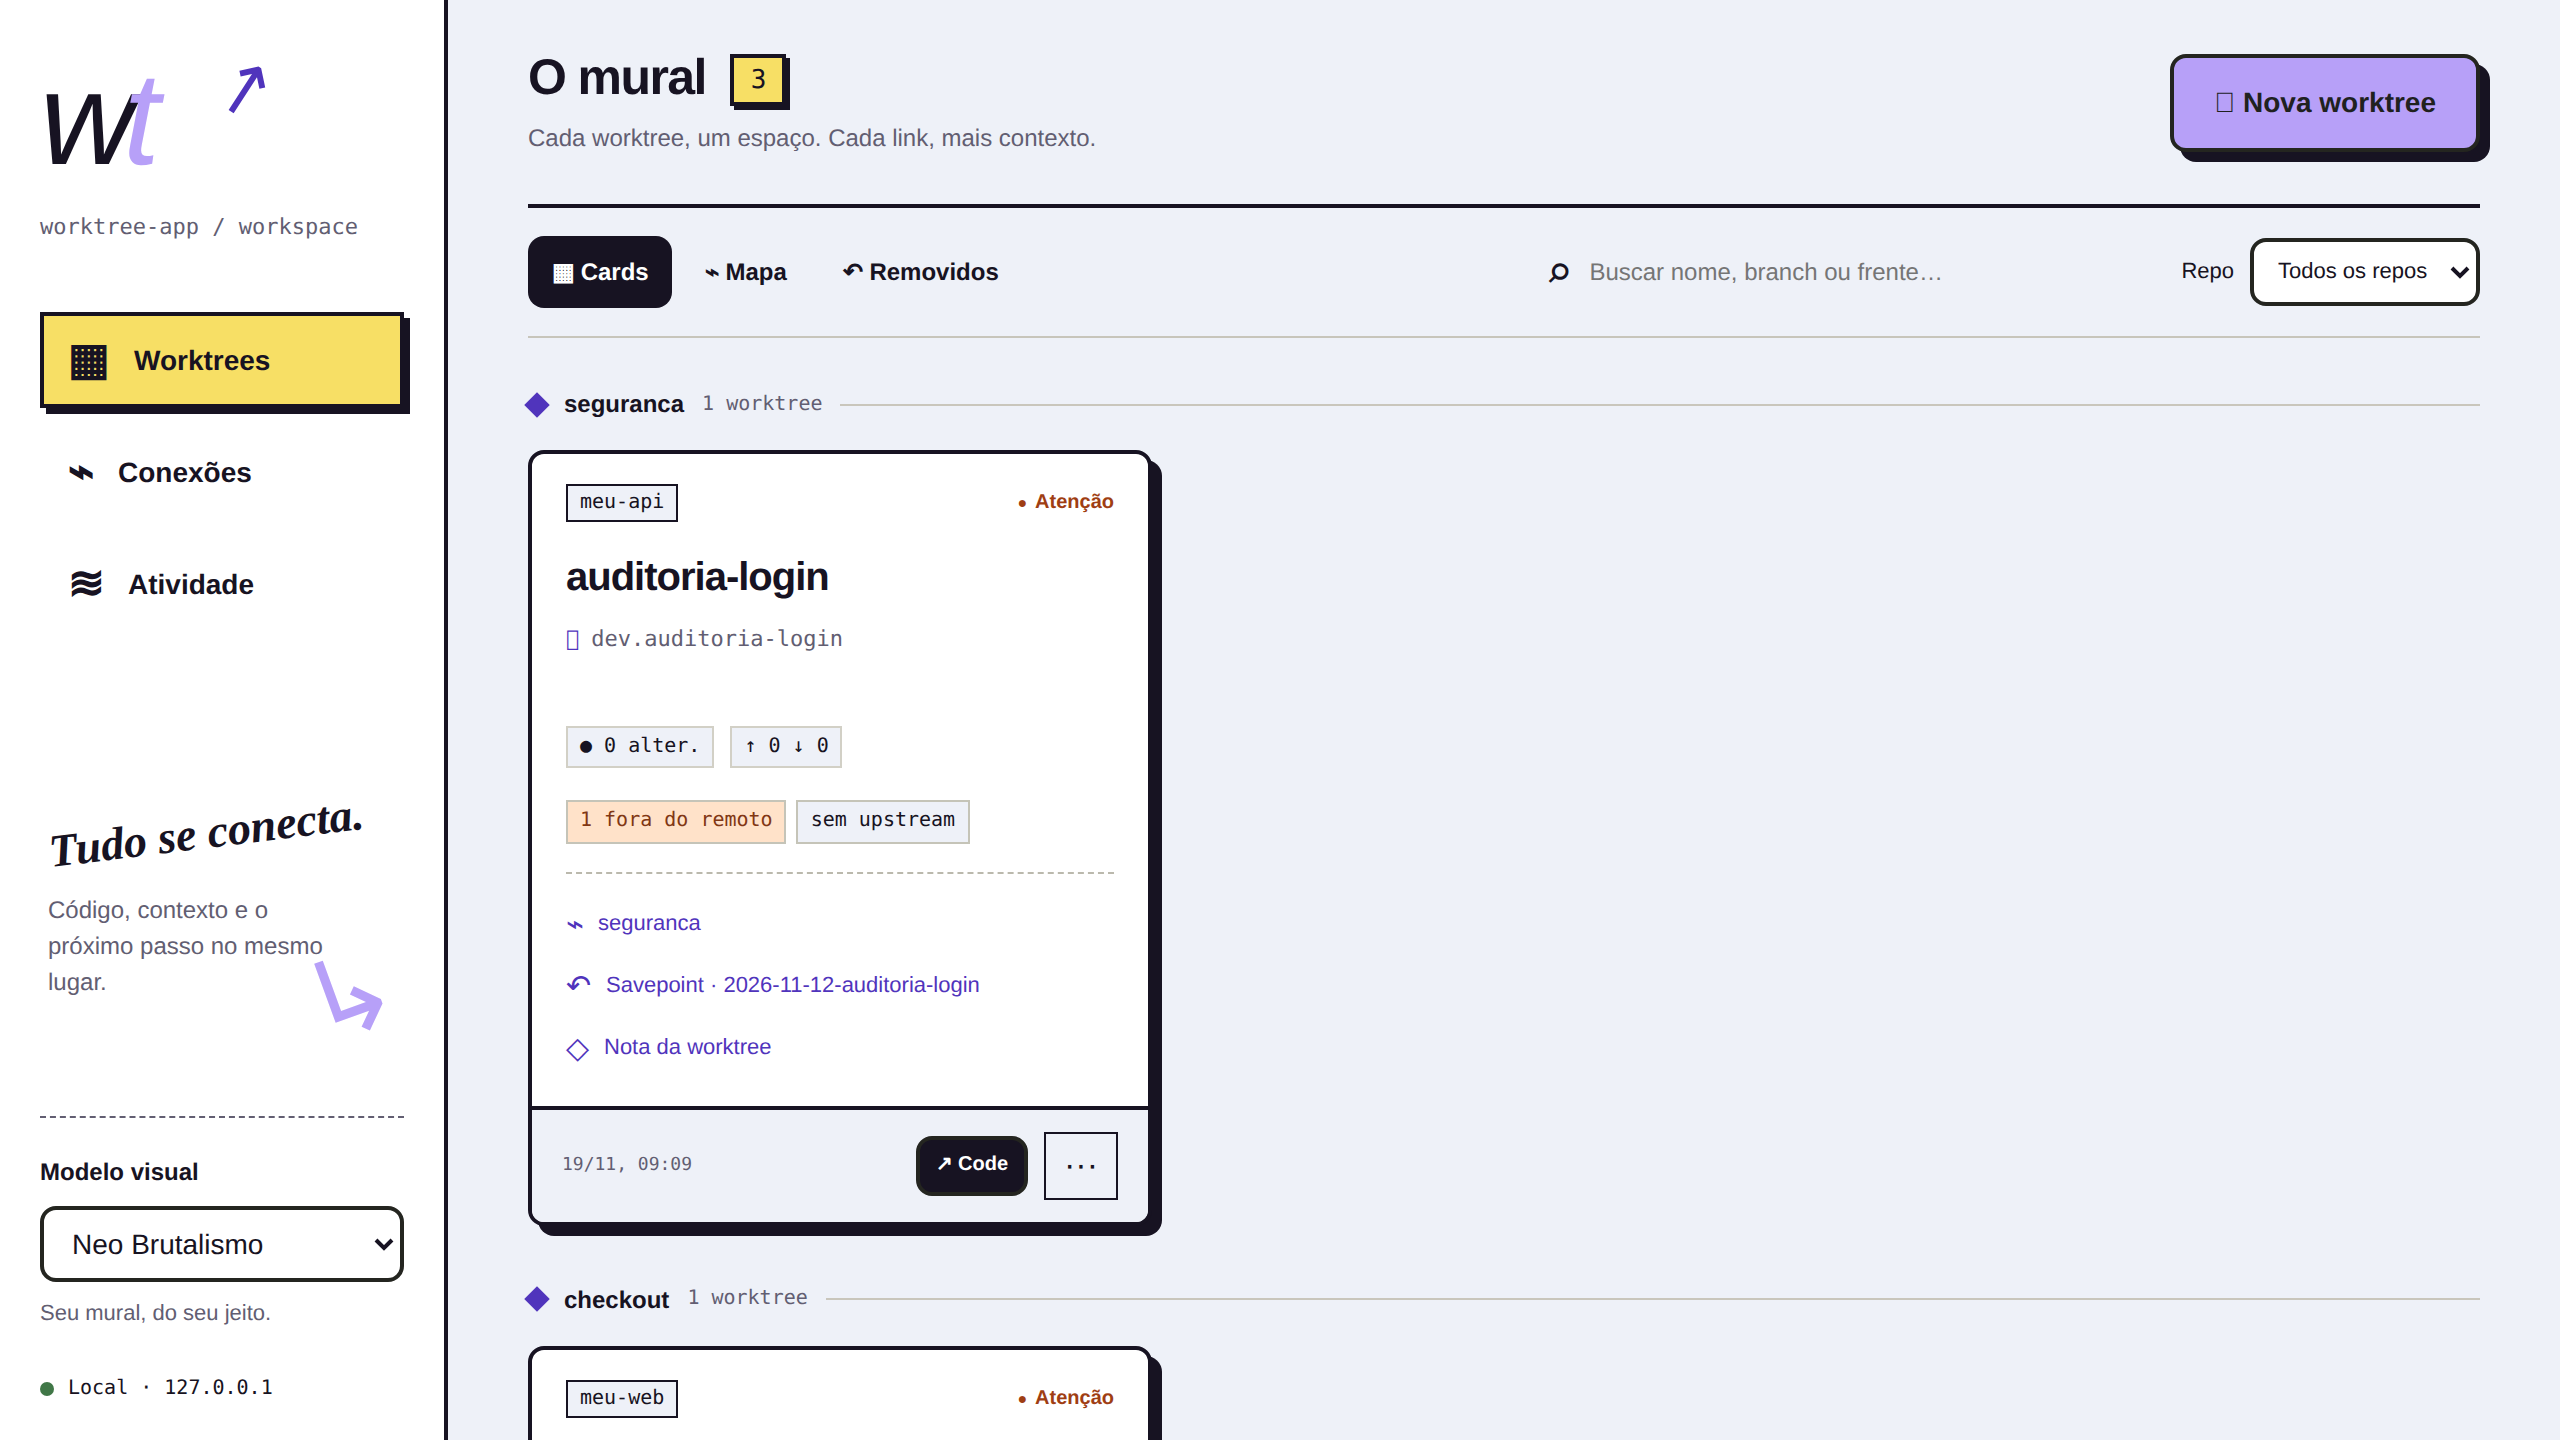 wt ↗
worktree-app / workspace
▦ Worktrees
⌁ Conexões
≋ Atividade
Tudo se conecta.
Código, contexto e o
próximo passo no mesmo
lugar.
↳
Modelo visual
Neo Brutalismo
Seu mural, do seu jeito.
Local · 127.0.0.1
O mural 3
Cada worktree, um espaço. Cada link, mais contexto.
Nova worktree
▦ Cards ⌁ Mapa ↶ Removidos
⌕ Buscar nome, branch ou frente… Repo Todos os repos
◆ seguranca 1 worktree
meu-api ● Atenção
auditoria-login
dev.auditoria-login
● 0 alter. ↑ 0 ↓ 0
1 fora do remoto sem upstream
⌁ seguranca
↶ Savepoint · 2026-11-12-auditoria-login
◇ Nota da worktree
19/11, 09:09 ↗ Code ⋯
◆ checkout 1 worktree
meu-web ● Atenção